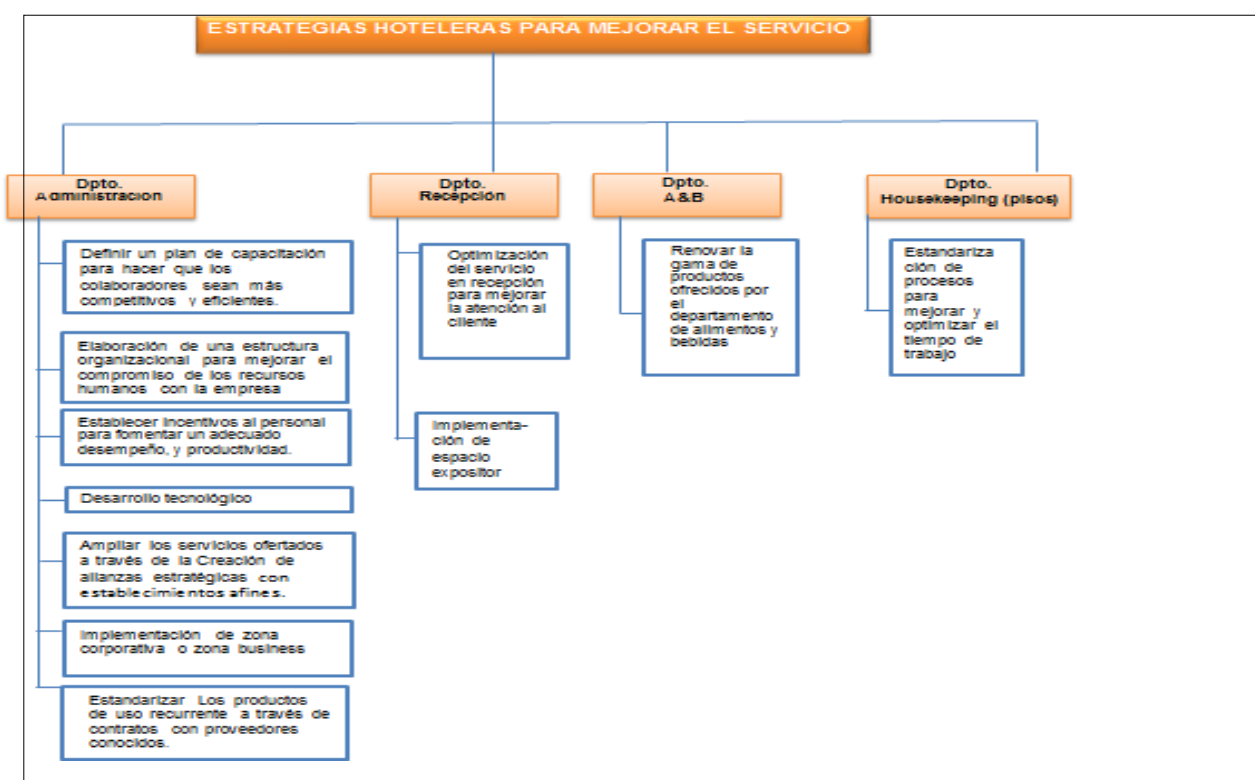 ESTRATEGIAS HOTELERAS PARA MEJORAR EL SERVICIO
Dpto.
Administración
Definir un plan de capacitación
para hacer que los
colaboradores sean más
competitivos y eficientes.
Elaboración de una estructura
organizacional para mejorar el
compromiso de los recursos
humanos con la empresa
Establecer incentivos al personal
para fomentar un adecuado
desempeño, y productividad.
Desarrollo tecnológico
Ampliar los servicios ofertados
a través de la Creación de
alianzas estratégicas con
establecimientos afines.
Implementación de zona
corporativa o zona business
Estandarizar Los productos
de uso recurrente a través de
contratos con proveedores
conocidos.
Dpto.
Recepción
Optimización
del servicio
en recepción
para mejorar
la atención al
cliente
Implementa-
ción de
espacio
expositor
Dpto.
A&B
Renovar la
gama de
productos
ofrecidos por
el
departamento
de alimentos y
bebidas
Dpto.
Housekeeping (pisos)
Estandariza
ción de
procesos
para
mejorar y
optimizar el
tiempo de
trabajo